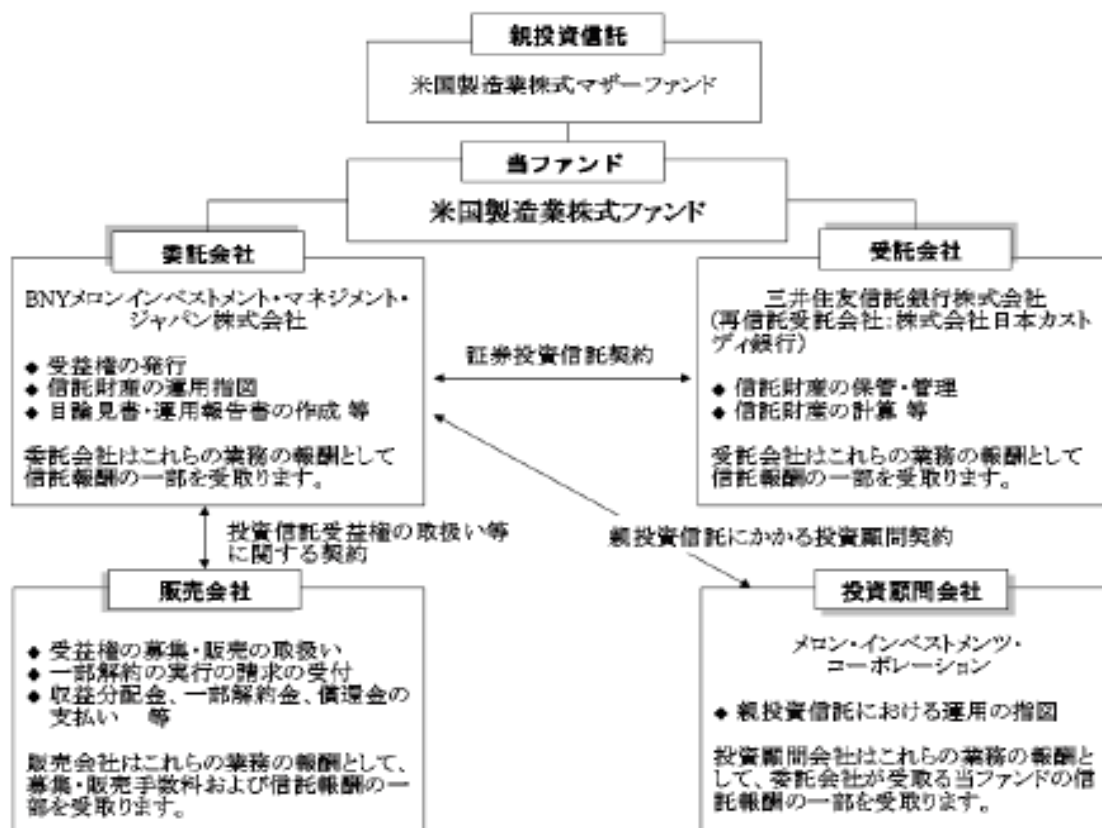 親投資信託
米国製造業株式マザーファンド
当ファンド
米国製造業株式ファンド
委託会社
BNYメロンインベストメント・マネジメント・
ジャパン株式会社
◆ 受益権の発行
◆ 信託財産の運用指図
◆ 目論見書・運用報告書の作成 等
委託会社はこれらの業務の報酬として
信託報酬の一部を受取ります。
証券投資信託契約
受託会社
三井住友信託銀行株式会社
(再信託受託会社:株式会社日本カスト
ディ銀行)
◆ 信託財産の保管・管理
◆ 信託財産の計算 等
受託会社はこれらの業務の報酬として
信託報酬の一部を受取ります。
投資信託受益権の取扱い等
に関する契約
親投資信託にかかる投資顧問契約
販売会社
◆ 受益権の募集・販売の取扱い
◆ 一部解約の実行の請求の受付
◆ 収益分配金、一部解約金、償還金の
支払い 等
販売会社はこれらの業務の報酬として、
募集・販売手数料および信託報酬の一
部を受取ります。
投資顧問会社
メロン・インベストメンツ・
コーポレーション
◆ 親投資信託における運用の指図
投資顧問会社はこれらの業務の報酬と
して、委託会社が受取る当ファンドの信
託報酬の一部を受取ります。